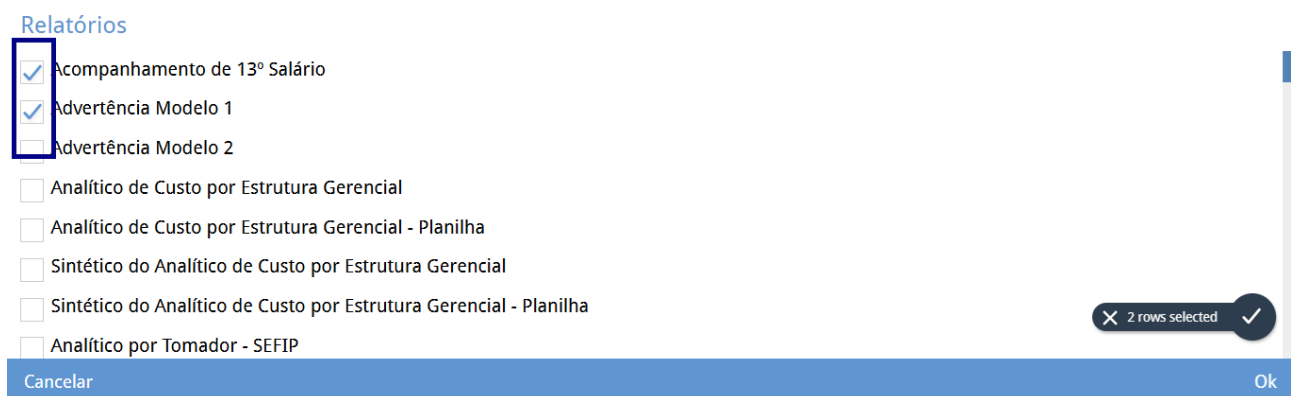 Relatórios
Acompanhamento de 13º Salário
Advertência Modelo 1
Advertência Modelo 2
Analítico de Custo por Estrutura Gerencial
Analítico de Custo por Estrutura Gerencial - Planilha
Sintético do Analítico de Custo por Estrutura Gerencial
Sintético do Analítico de Custo por Estrutura Gerencial - Planilha
2 rows selected
Analítico por Tomador - SEFIP
Cancelar
Ok